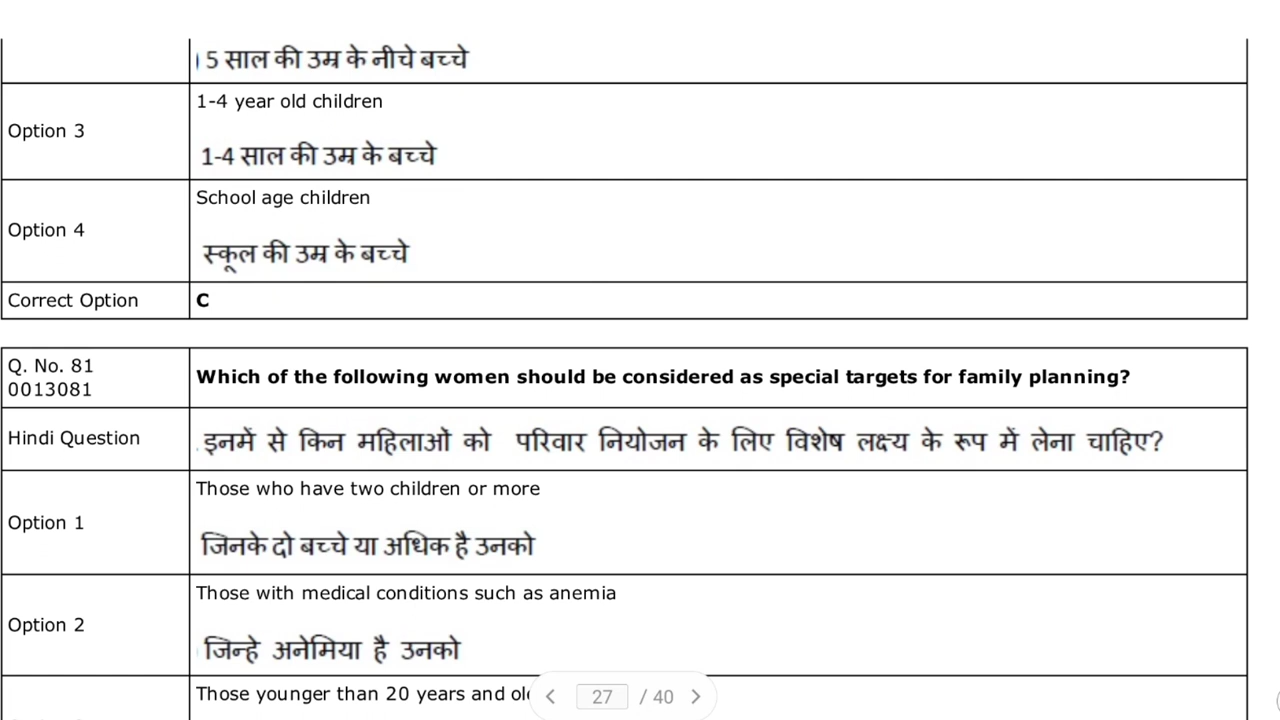 5 साल की उम्र के नीचे बच्चे
Option 3
1-4 year old children
1-4 साल की उम्र के बच्चे
Option 4
School age children
स्कूल की उम्र के बच्चे
Correct Option
C
Q. No. 81
0013081
Which of the following women should be considered as special targets for family planning?
Hindi Question
इनमें से किन महिलाओं को परिवार नियोजन के लिए विशेष लक्ष्य के रूप में लेना चाहिए?
Option 1
Those who have two children or more
जिनके दो बच्चे या अधिक है उनको
Option 2
Those with medical conditions such as anemia
जिन्हे अनेमिया है उनको
Those younger than 20 years and
27 / 40